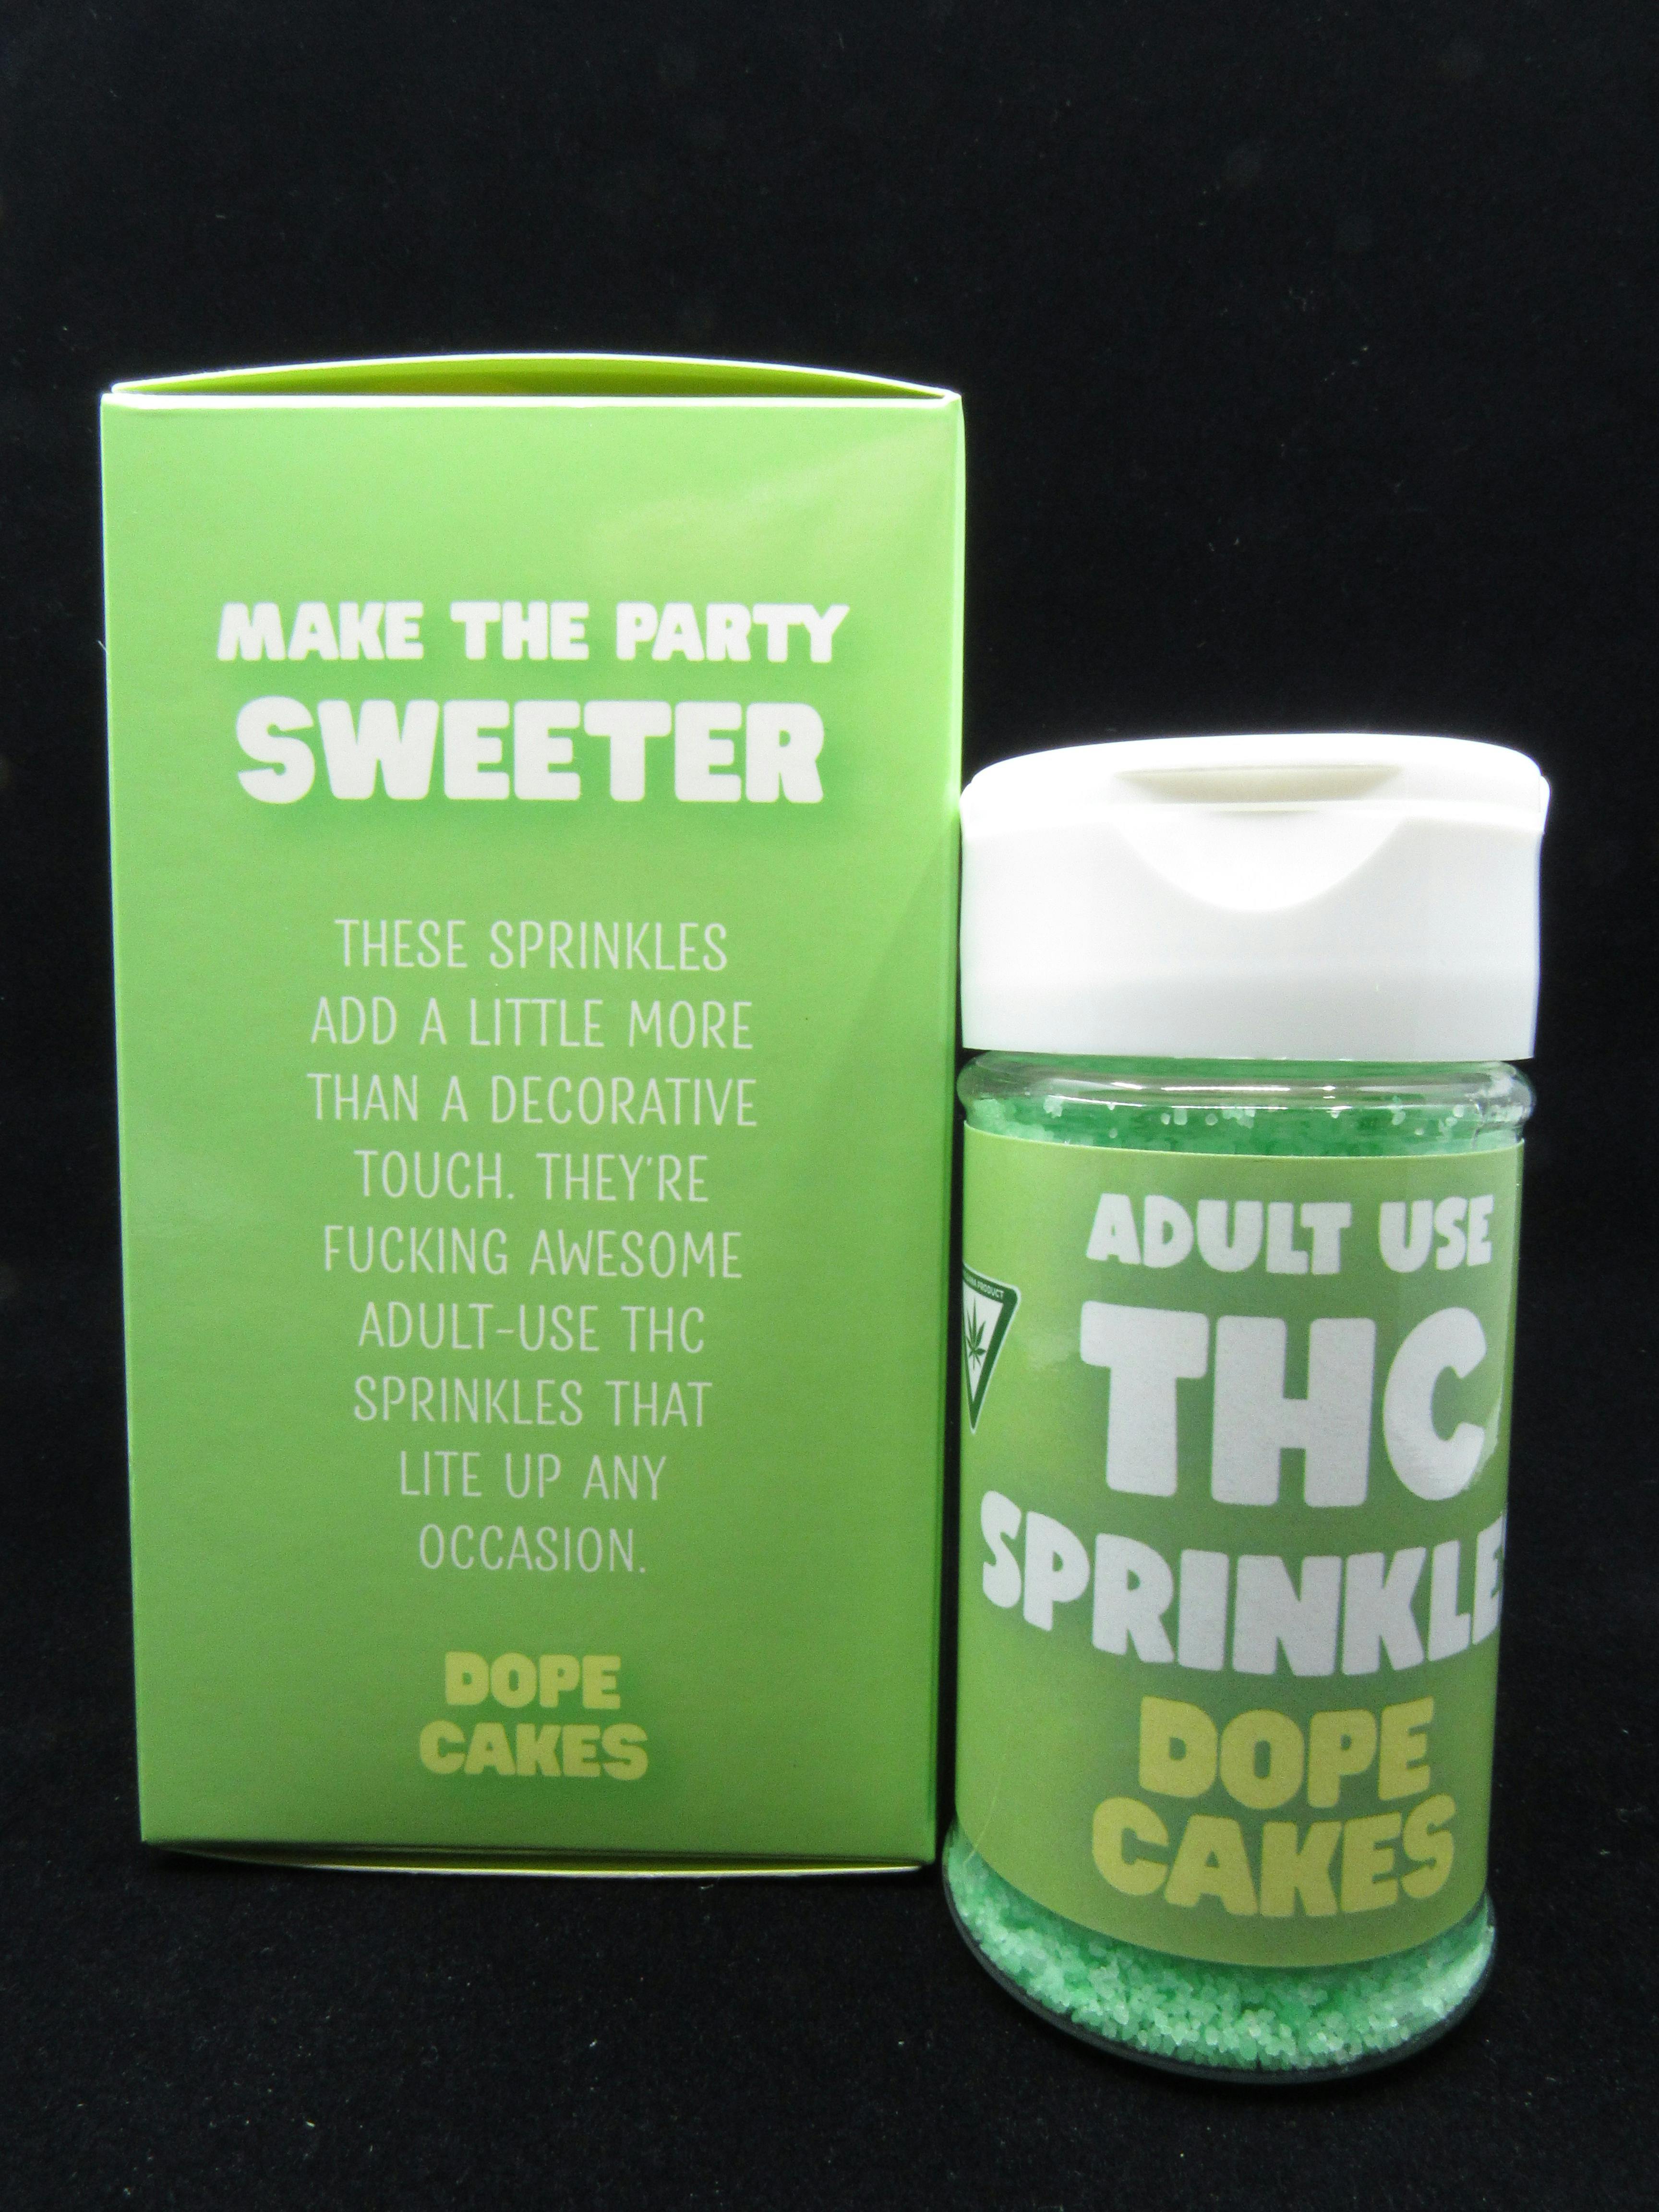 MAKE THE PARTY
SWEETER
THESE SPRINKLES
ADD A LITTLE MORE
THAN A DECORATIVE
TOUCH. THEY'RE
FUCKING AWESOME
ADULT-USE THC
SPRINKLES THAT
LITE UP ANY
OCCASION.
DOPE
CAKES
ADULT USE
THC
SPRINKLE
DOPE
CAKES
PRODUCT